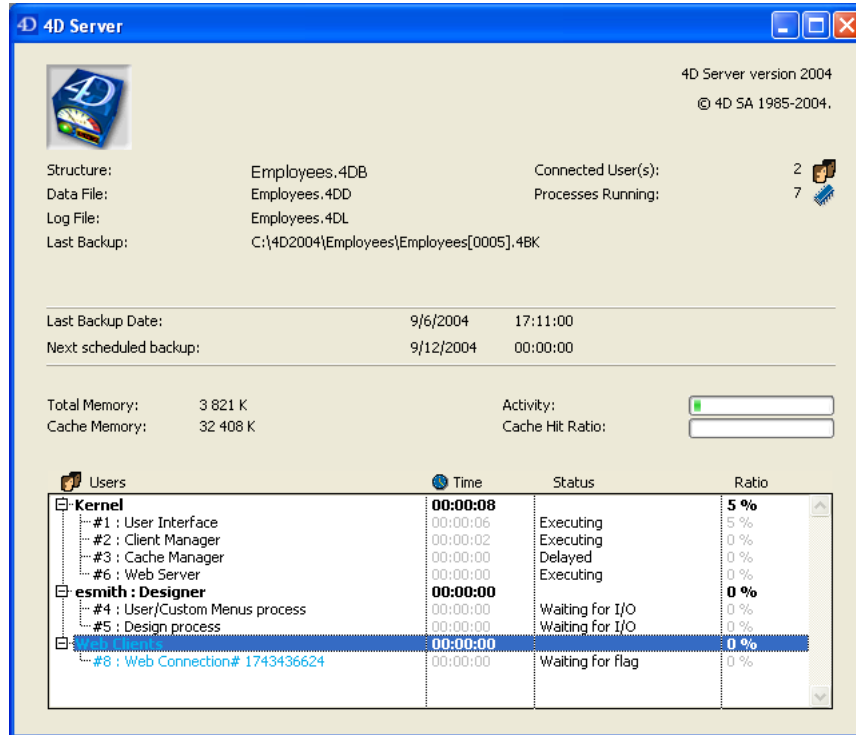 4D 4D Server
4D
4D Server version 2004
© 4D SA 1985-2004.
Structure: Employees.4DB Connected User(s): 2
Data File: Employees.4DD Processes Running: 7
Log File: Employees.4DL
Last Backup: C:\4D2004\Employees\Employees[0005].4BK
Last Backup Date: 9/6/2004 17:11:00
Next scheduled backup: 9/12/2004 00:00:00
Total Memory: 3 821 K Activity:
Cache Memory: 32 408 K Cache Hit Ratio:
Users Time Status Ratio
Kernel 00:00:08 5 %
#1 : User Interface 00:00:06 Executing 5 %
#2 : Client Manager 00:00:02 Executing 0 %
#3 : Cache Manager 00:00:00 Delayed 0 %
#6 : Web Server 00:00:00 Executing 0 %
esmith : Designer 00:00:00 0 %
#4 : User/Custom Menus process 00:00:00 Waiting for I/O 0 %
#5 : Design process 00:00:00 Waiting for I/O 0 %
Web Clients 00:00:00 0 %
#8 : Web Connection# 1743436624 00:00:00 Waiting for flag 0 %